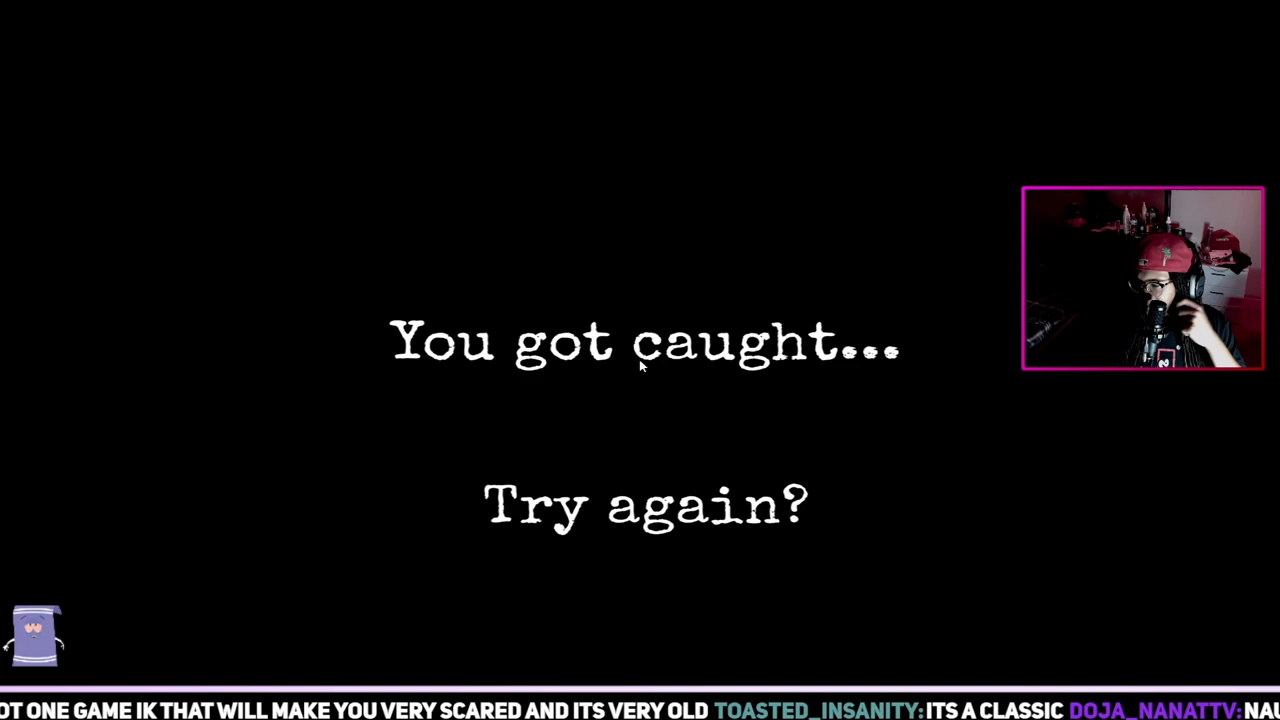 You got caught...
Try again?
OT ONE GAME IK THAT WILL MAKE YOU VERY SCARED AND ITS VERY OLD TOASTED_INSANITY: ITS A CLASSIC DOJA_NANATTV: NAL